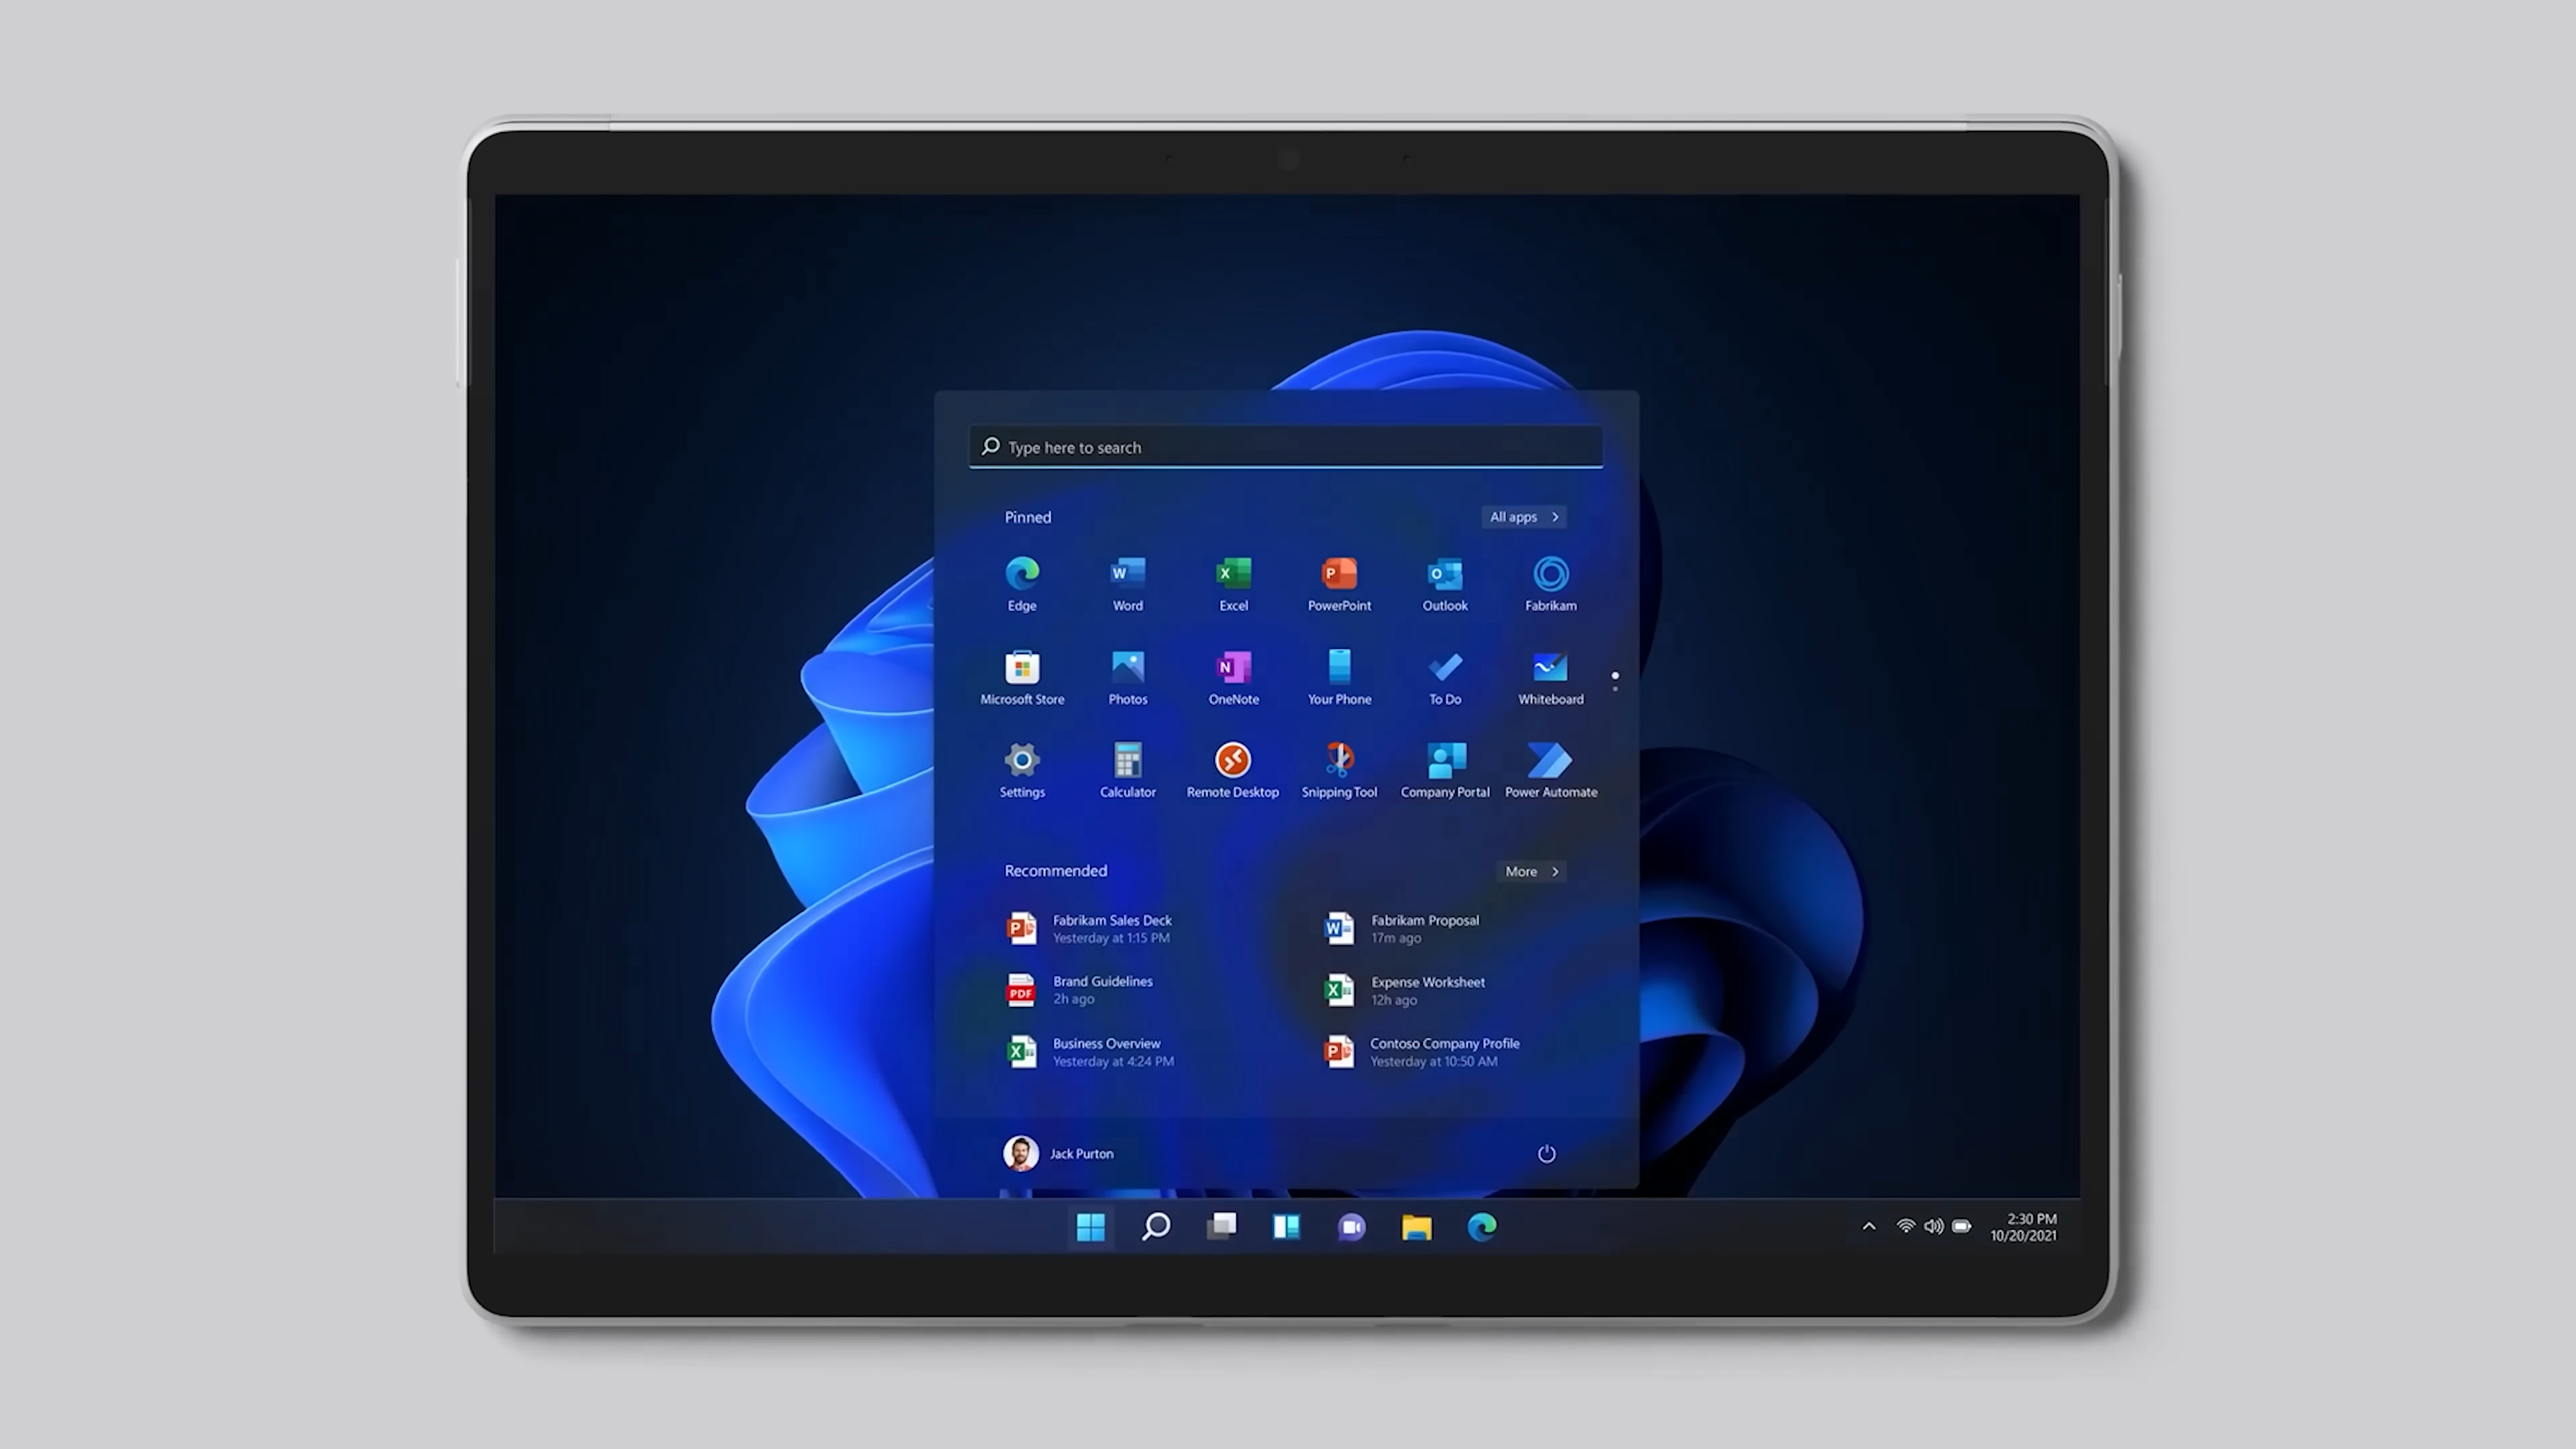 Type here to search
Pinned
All apps
Edge
Word
Excel
PowerPoint
Outlook
Fabrikam
Microsoft Store
Photos
OneNote
Your Phone
To Do
Whiteboard
Settings
Calculator
Remote Desktop
Snipping Tool
Company Portal
Power Automate
Recommended
More
Fabrikam Sales Deck
Yesterday at 1:15 PM
Fabrikam Proposal
17m ago
PDF
Brand Guidelines
2h ago
Expense Worksheet
12h ago
Business Overview
Yesterday at 4:24 PM
Contoso Company Profile
Yesterday at 10:50 AM
Jack Purton
2:30 PM
10/20/2021